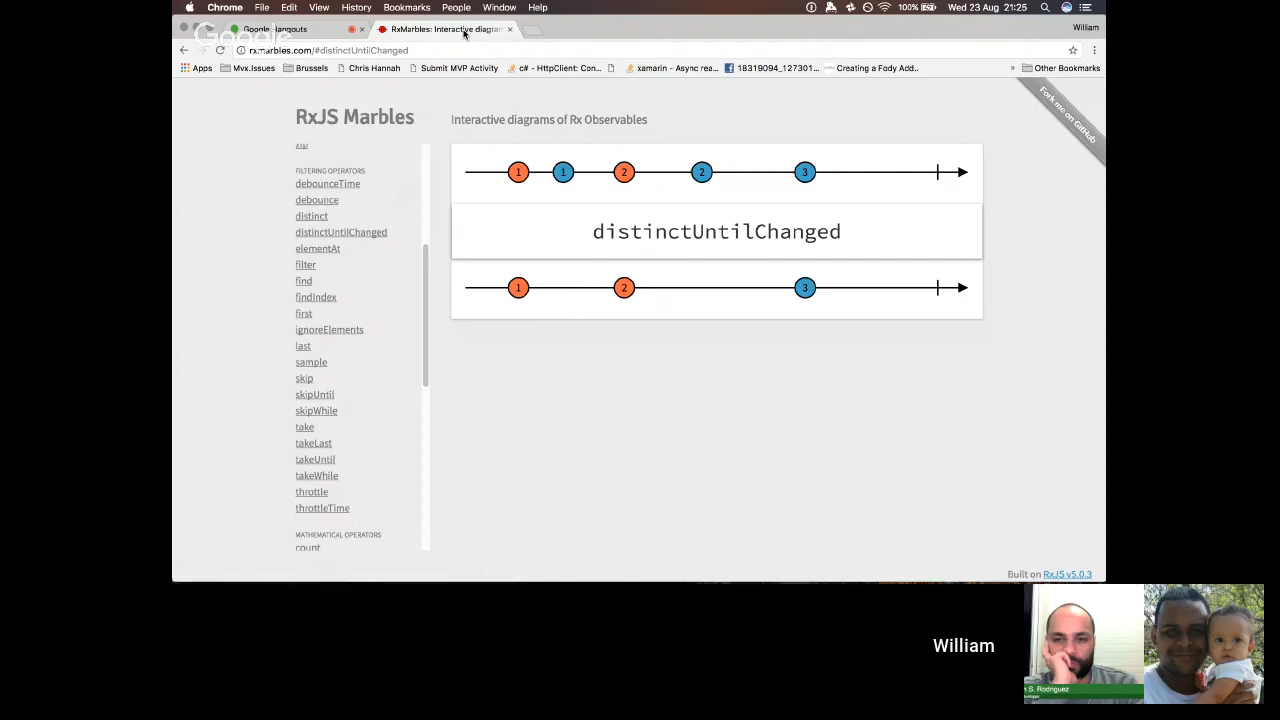 Chrome File Edit View History Bookmarks People Window Help 100% Wed 23 Aug 21:25
Google Hangouts × RxMarbles: Interactive diagram × William
Google
rxmarbles.com/#distinctUntilChanged
Apps Mvx.Issues Brussels Chris Hannah Submit MVP Activity c# - HttpClient: Con... xamarin - Async rea... 18319094_127301... Creating a Fody Add.. » Other Bookmarks
RxJS Marbles
Interactive diagrams of Rx Observables
Fork me on GitHub
zip
FILTERING OPERATORS
debounceTime
debounce
distinct
distinctUntilChanged
elementAt
filter
find
findIndex
first
ignoreElements
last
sample
skip
skipUntil
skipWhile
take
takeLast
takeUntil
takeWhile
throttle
throttleTime
MATHEMATICAL OPERATORS
count
1 1 2 2 3
distinctUntilChanged
1 2 3
Built on RxJS v5.0.3
William
S. Rodriguez